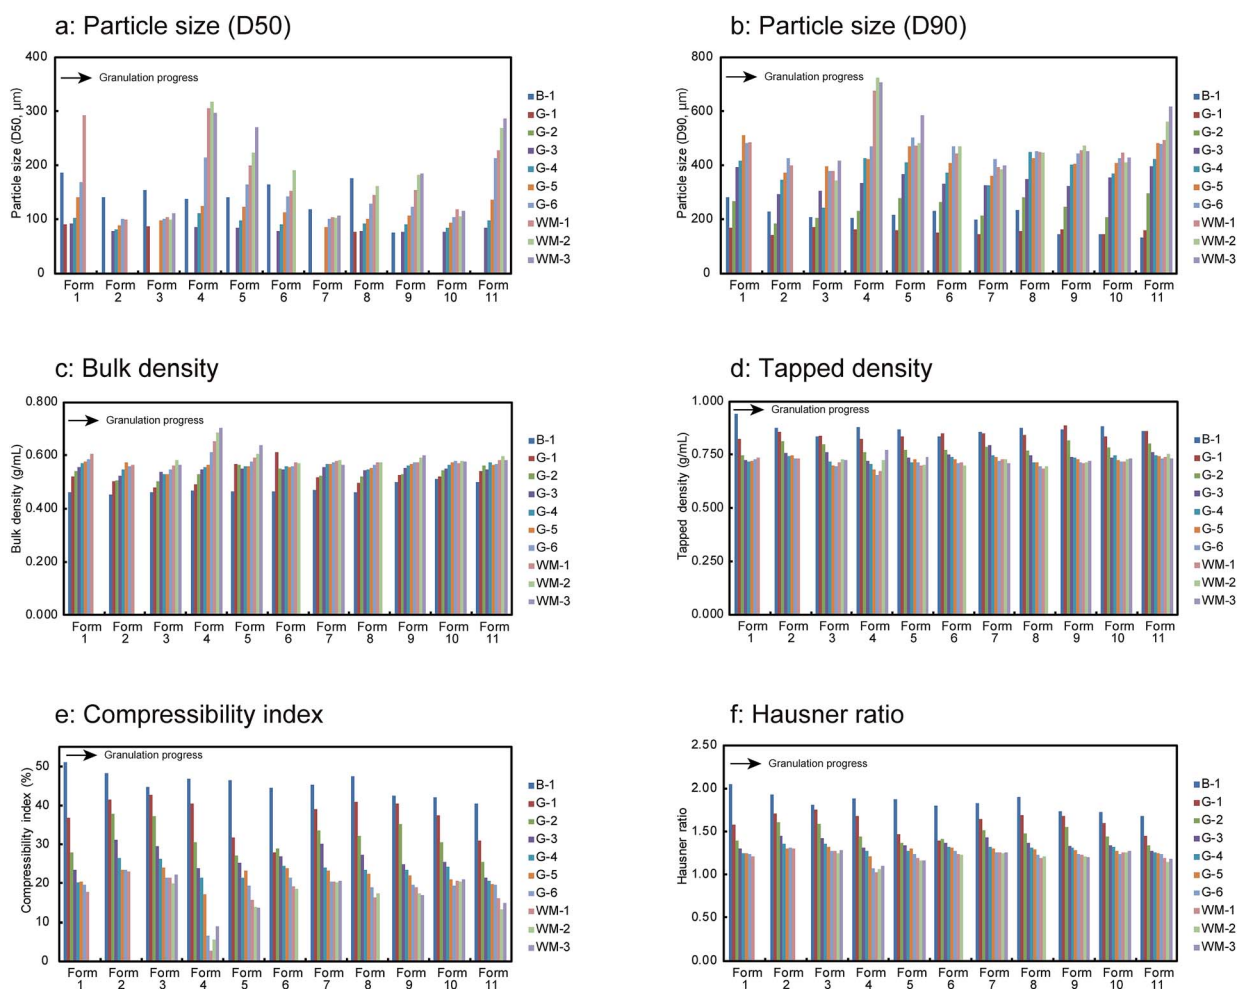 a: Particle size (D50)
400
300
200
100
0
Particle size (D50, µm)
Granulation progress
B-1
G-1
G-2
G-3
G-4
G-5
G-6
WM-1
WM-2
WM-3
Form Form Form Form Form Form Form Form Form Form Form
1 2 3 4 5 6 7 8 9 10 11
b: Particle size (D90)
800
600
400
200
0
Particle size (D90, µm)
Granulation progress
B-1
G-1
G-2
G-3
G-4
G-5
G-6
WM-1
WM-2
WM-3
Form Form Form Form Form Form Form Form Form Form Form
1 2 3 4 5 6 7 8 9 10 11
c: Bulk density
0.800
0.600
0.400
0.200
0.000
Bulk density (g/mL)
Granulation progress
B-1
G-1
G-2
G-3
G-4
G-5
G-6
WM-1
WM-2
WM-3
Form Form Form Form Form Form Form Form Form Form Form
1 2 3 4 5 6 7 8 9 10 11
d: Tapped density
1.000
0.750
0.500
0.250
0.000
Tapped density (g/mL)
Granulation progress
B-1
G-1
G-2
G-3
G-4
G-5
G-6
WM-1
WM-2
WM-3
Form Form Form Form Form Form Form Form Form Form Form
1 2 3 4 5 6 7 8 9 10 11
e: Compressibility index
50
40
30
20
10
0
Compressibility index (%)
Granulation progress
B-1
G-1
G-2
G-3
G-4
G-5
G-6
WM-1
WM-2
WM-3
Form Form Form Form Form Form Form Form Form Form Form
1 2 3 4 5 6 7 8 9 10 11
f: Hausner ratio
2.50
2.00
1.50
1.00
0.50
0.00
Hausner ratio
Granulation progress
B-1
G-1
G-2
G-3
G-4
G-5
G-6
WM-1
WM-2
WM-3
Form Form Form Form Form Form Form Form Form Form Form
1 2 3 4 5 6 7 8 9 10 11